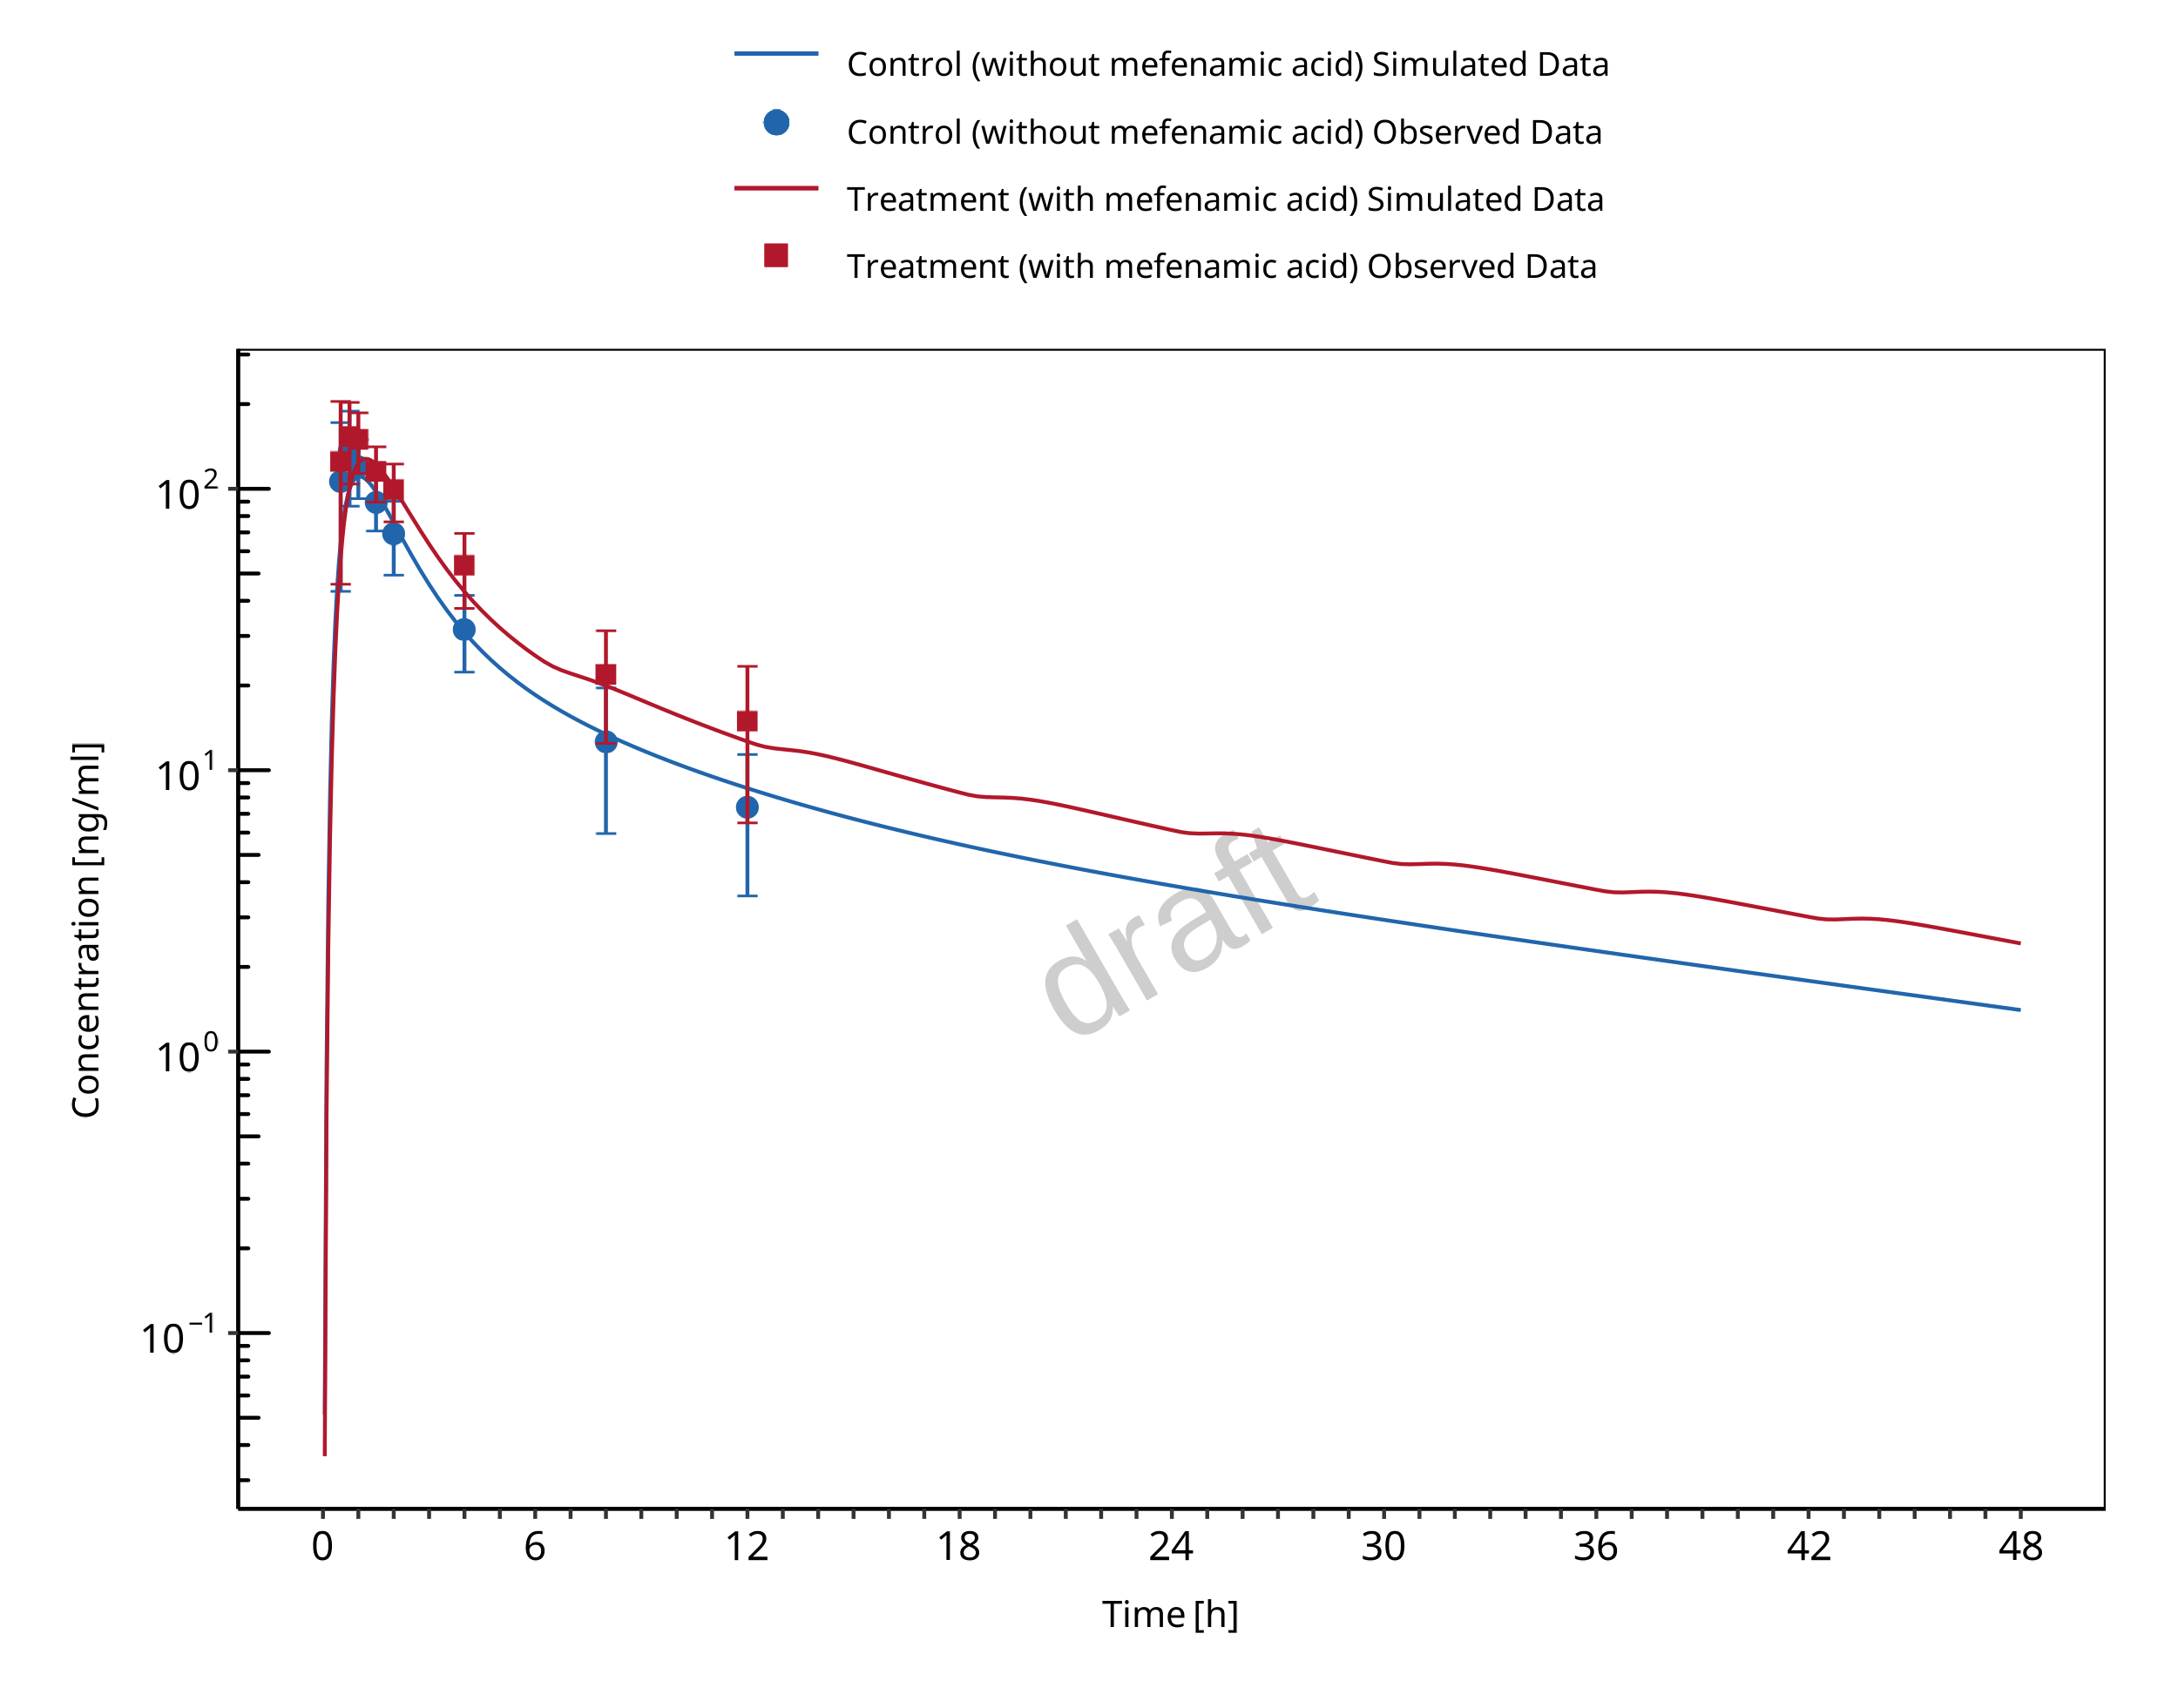 Control (without mefenamic acid) Simulated Data
Control (without mefenamic acid) Observed Data
Treatment (with mefenamic acid) Simulated Data
Treatment (with mefenamic acid) Observed Data
10²
10¹
10⁰
10⁻¹
Concentration [ng/ml]
draft
0 6 12 18 24 30 36 42 48
Time [h]